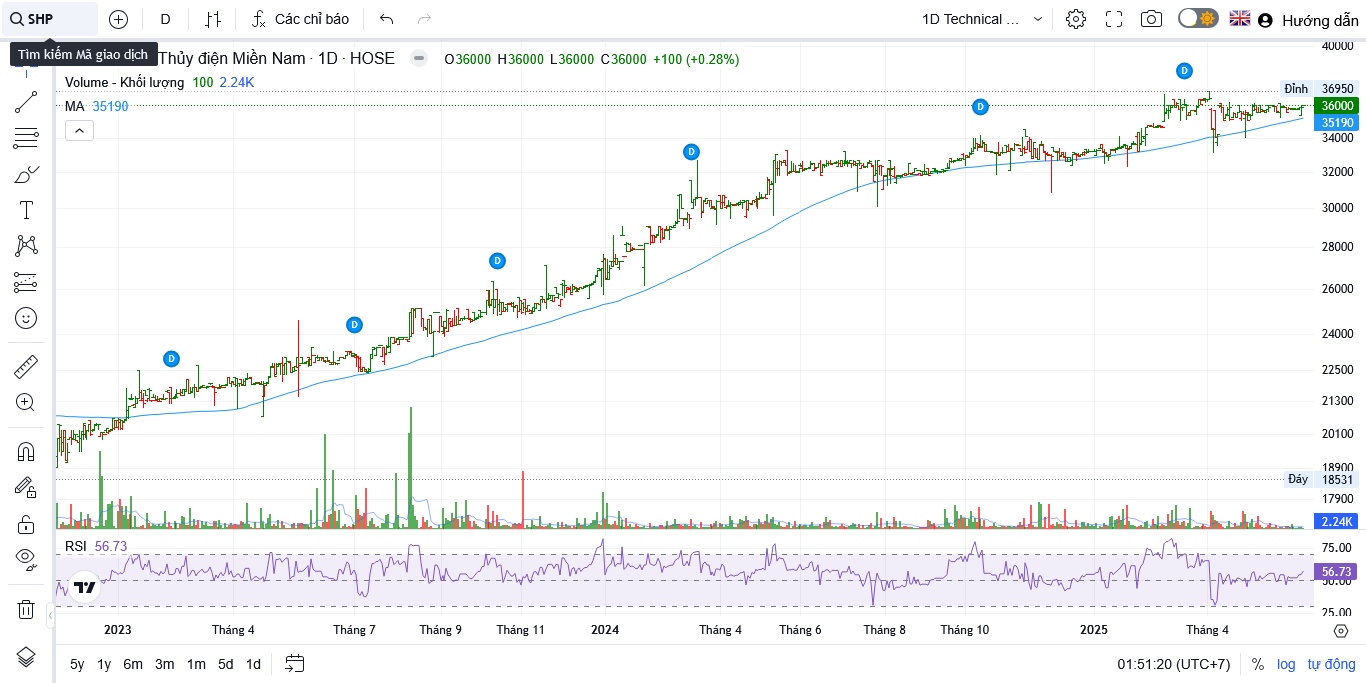 SHP
D
Các chỉ báo
1D Technical ...
Hướng dẫn
Tìm kiếm Mã giao dịch
Thủy điện Miền Nam · 1D · HOSE
O36000 H36000 L36000 C36000 +100 (+0.28%)
Volume - Khối lượng 100 2.24K
MA 35190
D
D
D
D
D
D
40000
Đỉnh 36950
36000
35190
34000
32000
30000
28000
26000
24000
22500
21300
20100
18900
Đáy 18531
17900
2.24K
RSI 56.73
75.00
56.73
50.00
25.00
2023
Tháng 4
Tháng 7
Tháng 9
Tháng 11
2024
Tháng 4
Tháng 6
Tháng 8
Tháng 10
2025
Tháng 4
5y 1y 6m 3m 1m 5d 1d
01:51:20 (UTC+7)
% log tự động